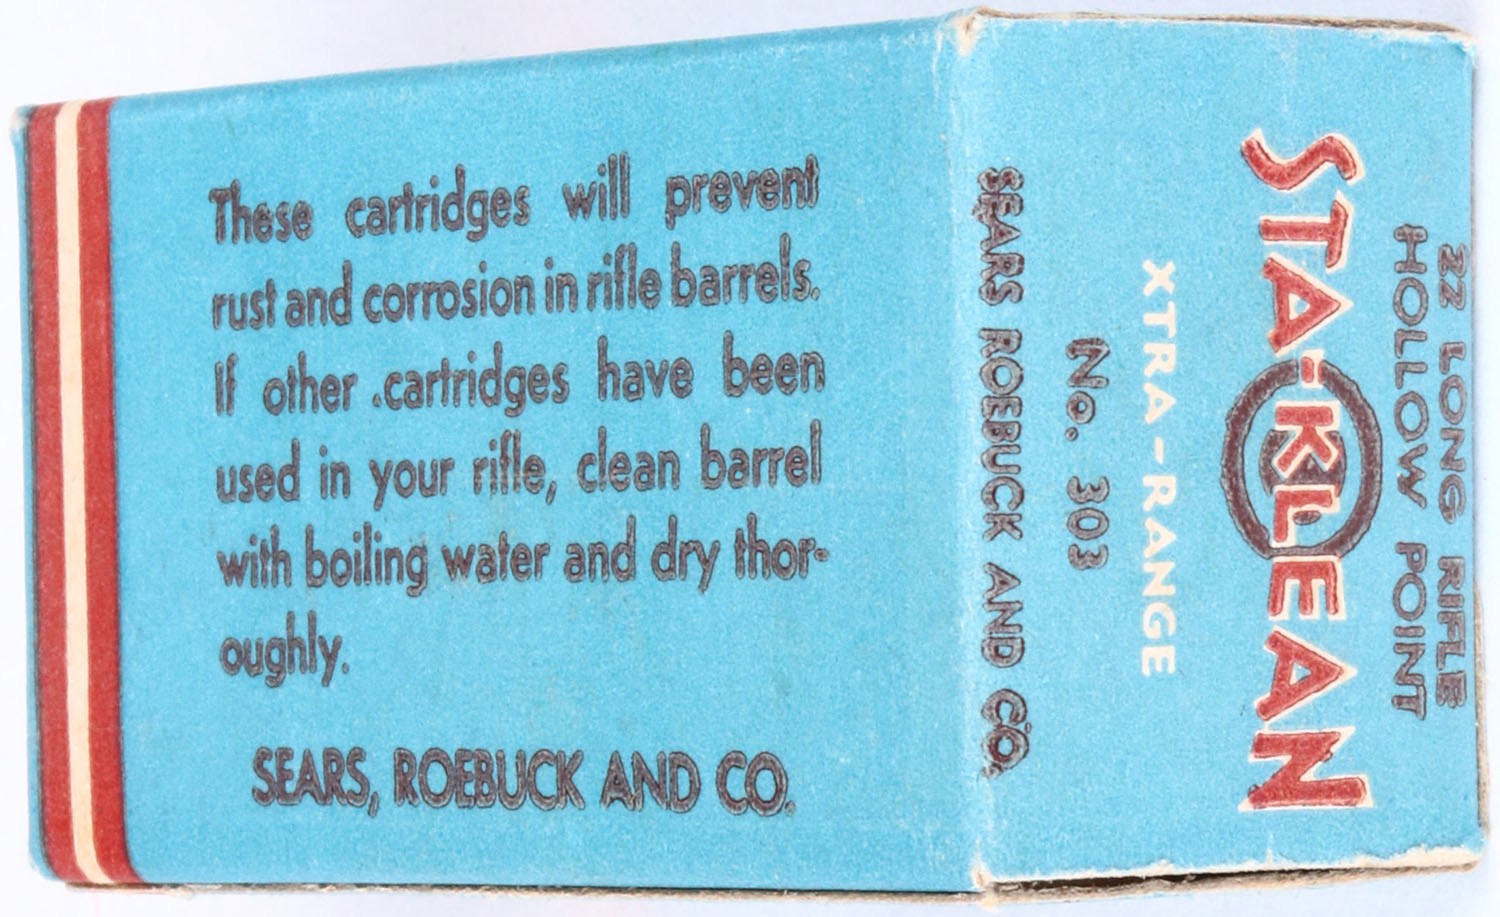 These cartridges will prevent
rust and corrosion in rifle barrels.
If other .cartridges have been
used in your rifle, clean barrel
with boiling water and dry thor-
oughly.
SEARS, ROEBUCK AND CO.
22 LONG RIFLE
HOLLOW POINT
STA-KLEAN
XTRA-RANGE
No. 303
SEARS ROEBUCK AND CO.